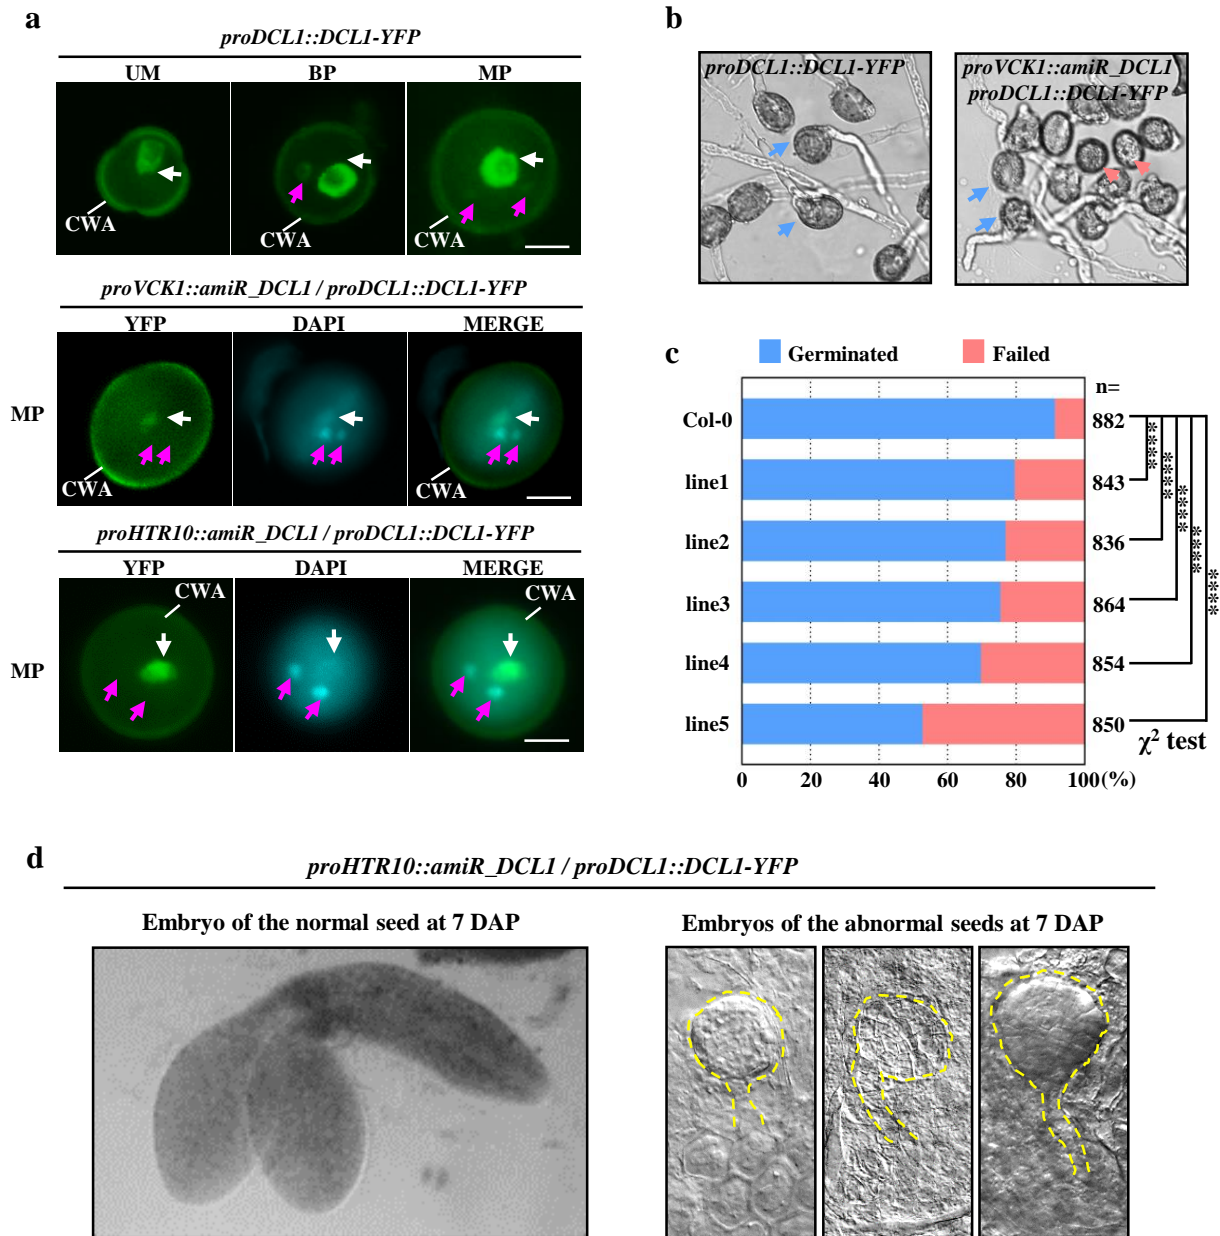 a
proDCL1::DCL1-YFP
UM BP MP
CWA CWA CWA
proVCK1::amiR_DCL1 / proDCL1::DCL1-YFP
YFP DAPI MERGE
MP
CWA CWA
proHTR10::amiR_DCL1 / proDCL1::DCL1-YFP
YFP DAPI MERGE
CWA CWA
MP
b
proDCL1::DCL1-YFP
proVCK1::amiR_DCL1
proDCL1::DCL1-YFP
c
Germinated Failed
n=
Col-0 882
line1 843
line2 836
line3 864
line4 854
line5 850
****
****
****
****
****
χ² test
0 20 40 60 80 100(%)
d
proHTR10::amiR_DCL1 / proDCL1::DCL1-YFP
Embryo of the normal seed at 7 DAP
Embryos of the abnormal seeds at 7 DAP